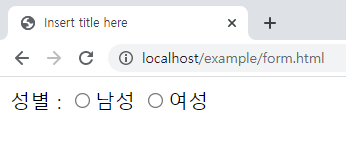 Insert title here
localhost/example/form.html
성별 : 남성 여성